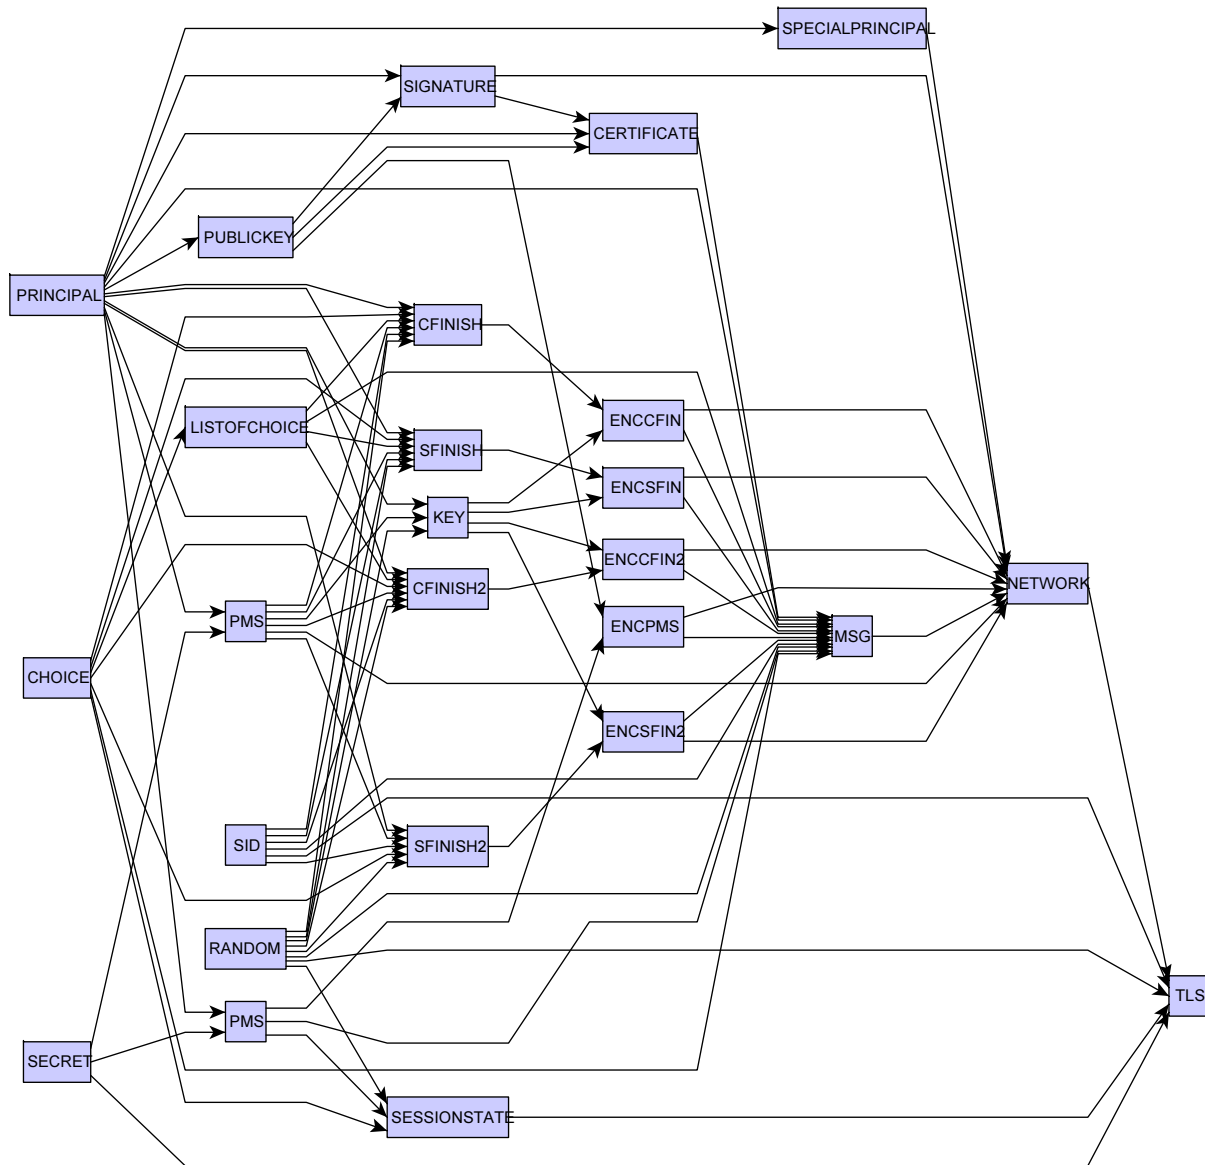 SPECIALPRINCIPAL
SIGNATURE
CERTIFICATE
PUBLICKEY
PRINCIPAL
CFINISH
LISTOFCHOICE
ENCCFIN
SFINISH
ENCSFIN
KEY
ENCCFIN2
NETWORK
CFINISH2
PMS
ENCPMS
MSG
CHOICE
ENCSFIN2
SID
SFINISH2
RANDOM
TLS
PMS
SECRET
SESSIONSTATE